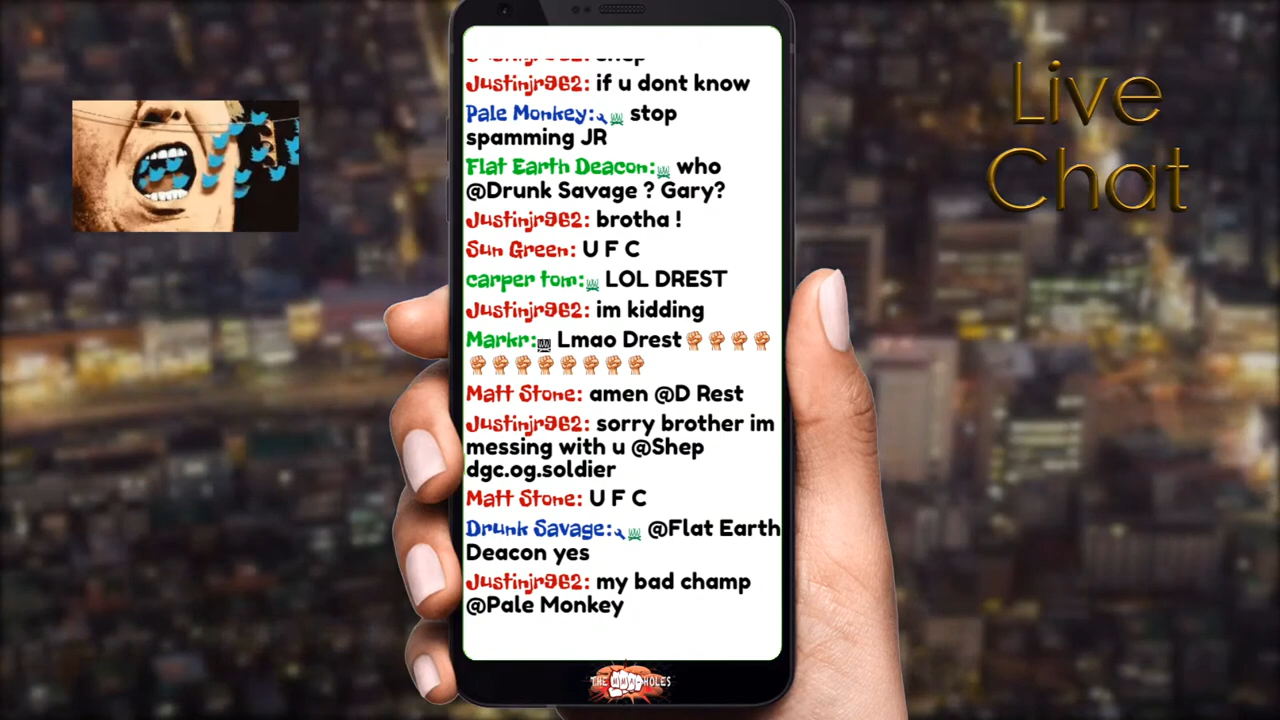 Live
Chat
Justinjr962: if u dont know
Pale Monkey: stop
spamming JR
Flat Earth Deacon: who
@Drunk Savage ? Gary?
Justinjr962: brotha !
Sun Green: U F C
carper tom: LOL DREST
Justinjr962: im kidding
Markr: Lmao Drest✊✊✊✊
✊✊✊✊✊✊✊✊
Matt Stone: amen @D Rest
Justinjr962: sorry brother im
messing with u @Shep
dgc.og.soldier
Matt Stone: U F C
Drunk Savage: @Flat Earth
Deacon yes
Justinjr962: my bad champ
@Pale Monkey
THE MMA-HOLES